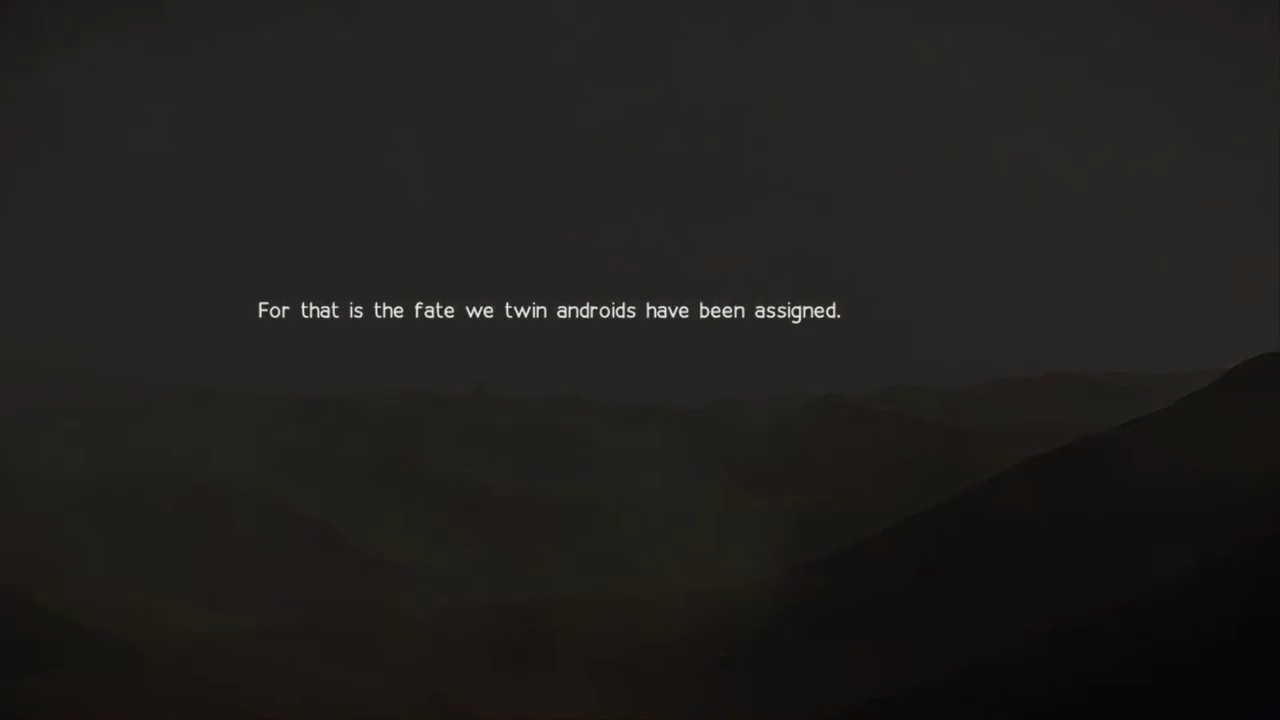 For that is the fate we twin androids have been assigned.